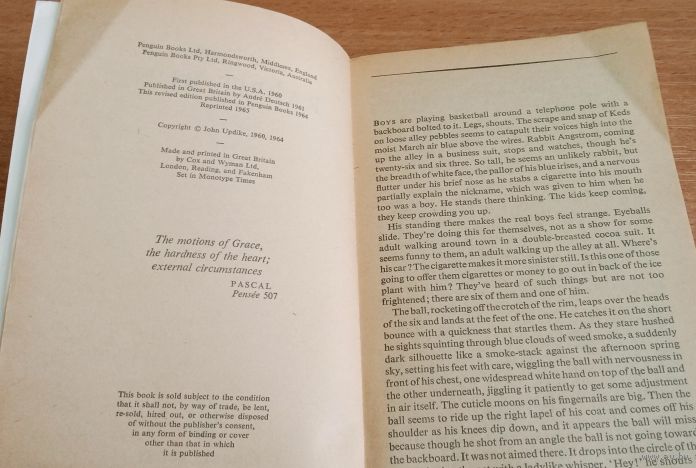 Penguin Books Ltd, Harmondsworth, Middlesex, England
Penguin Books Pty Ltd, Ringwood, Victoria, Australia
—
First published in the U.S.A. 1960
Published in Great Britain by André Deutsch 1961
This revised edition published in Penguin Books 1964
Reprinted 1965
—
Copyright © John Updike, 1960, 1964
—
Made and printed in Great Britain
by Cox and Wyman Ltd,
London, Reading, and Fakenham
Set in Monotype Times
The motions of Grace,
the hardness of the heart;
external circumstances
PASCAL
Pensée 507
This book is sold subject to the condition
that it shall not, by way of trade, be lent,
re-sold, hired out, or otherwise disposed
of without the publisher's consent,
in any form of binding or cover
other than that in which
it is published
BOYS are playing basketball around a telephone pole with a
backboard bolted to it. Legs, shouts. The scrape and snap of Keds
on loose alley pebbles seems to catapult their voices high into the
moist March air blue above the wires. Rabbit Angstrom, coming
up the alley in a business suit, stops and watches, though he's
twenty-six and six three. So tall, he seems an unlikely rabbit, but
the breadth of white face, the pallor of his blue irises, and a nervous
flutter under his brief nose as he stabs a cigarette into his mouth
partially explain the nickname, which was given to him when he
too was a boy. He stands there thinking. The kids keep coming,
they keep crowding you up.
His standing there makes the real boys feel strange. Eyeballs
slide. They're doing this for themselves, not as a show for some
adult walking around town in a double-breasted cocoa suit. It
seems funny to them, an adult walking up the alley at all. Where's
his car? The cigarette makes it more sinister still. Is this one of those
going to offer them cigarettes or money to go out in back of the ice
plant with him? They've heard of such things but are not too
frightened; there are six of them and one of him.
The ball, rocketing off the crotch of the rim, leaps over the heads
of the six and lands at the feet of the one. He catches it on the short
bounce with a quickness that startles them. As they stare hushed
he sights squinting through blue clouds of weed smoke, a suddenly
dark silhouette like a smoke-stack against the afternoon spring
sky, setting his feet with care, wiggling the ball with nervousness in
front of his chest, one widespread white hand on top of the ball and
the other underneath, jiggling it patiently to get some adjustment
in air itself. The cuticle moons on his fingernails are big. Then the
ball seems to ride up the right lapel of his coat and comes off his
shoulder as his knees dip down, and it appears the ball will miss
because though he shot from an angle the ball is not going toward
the backboard. It was not aimed there. It drops into the circle of the
with a ladylike whisper. 'Hey!' he shouts